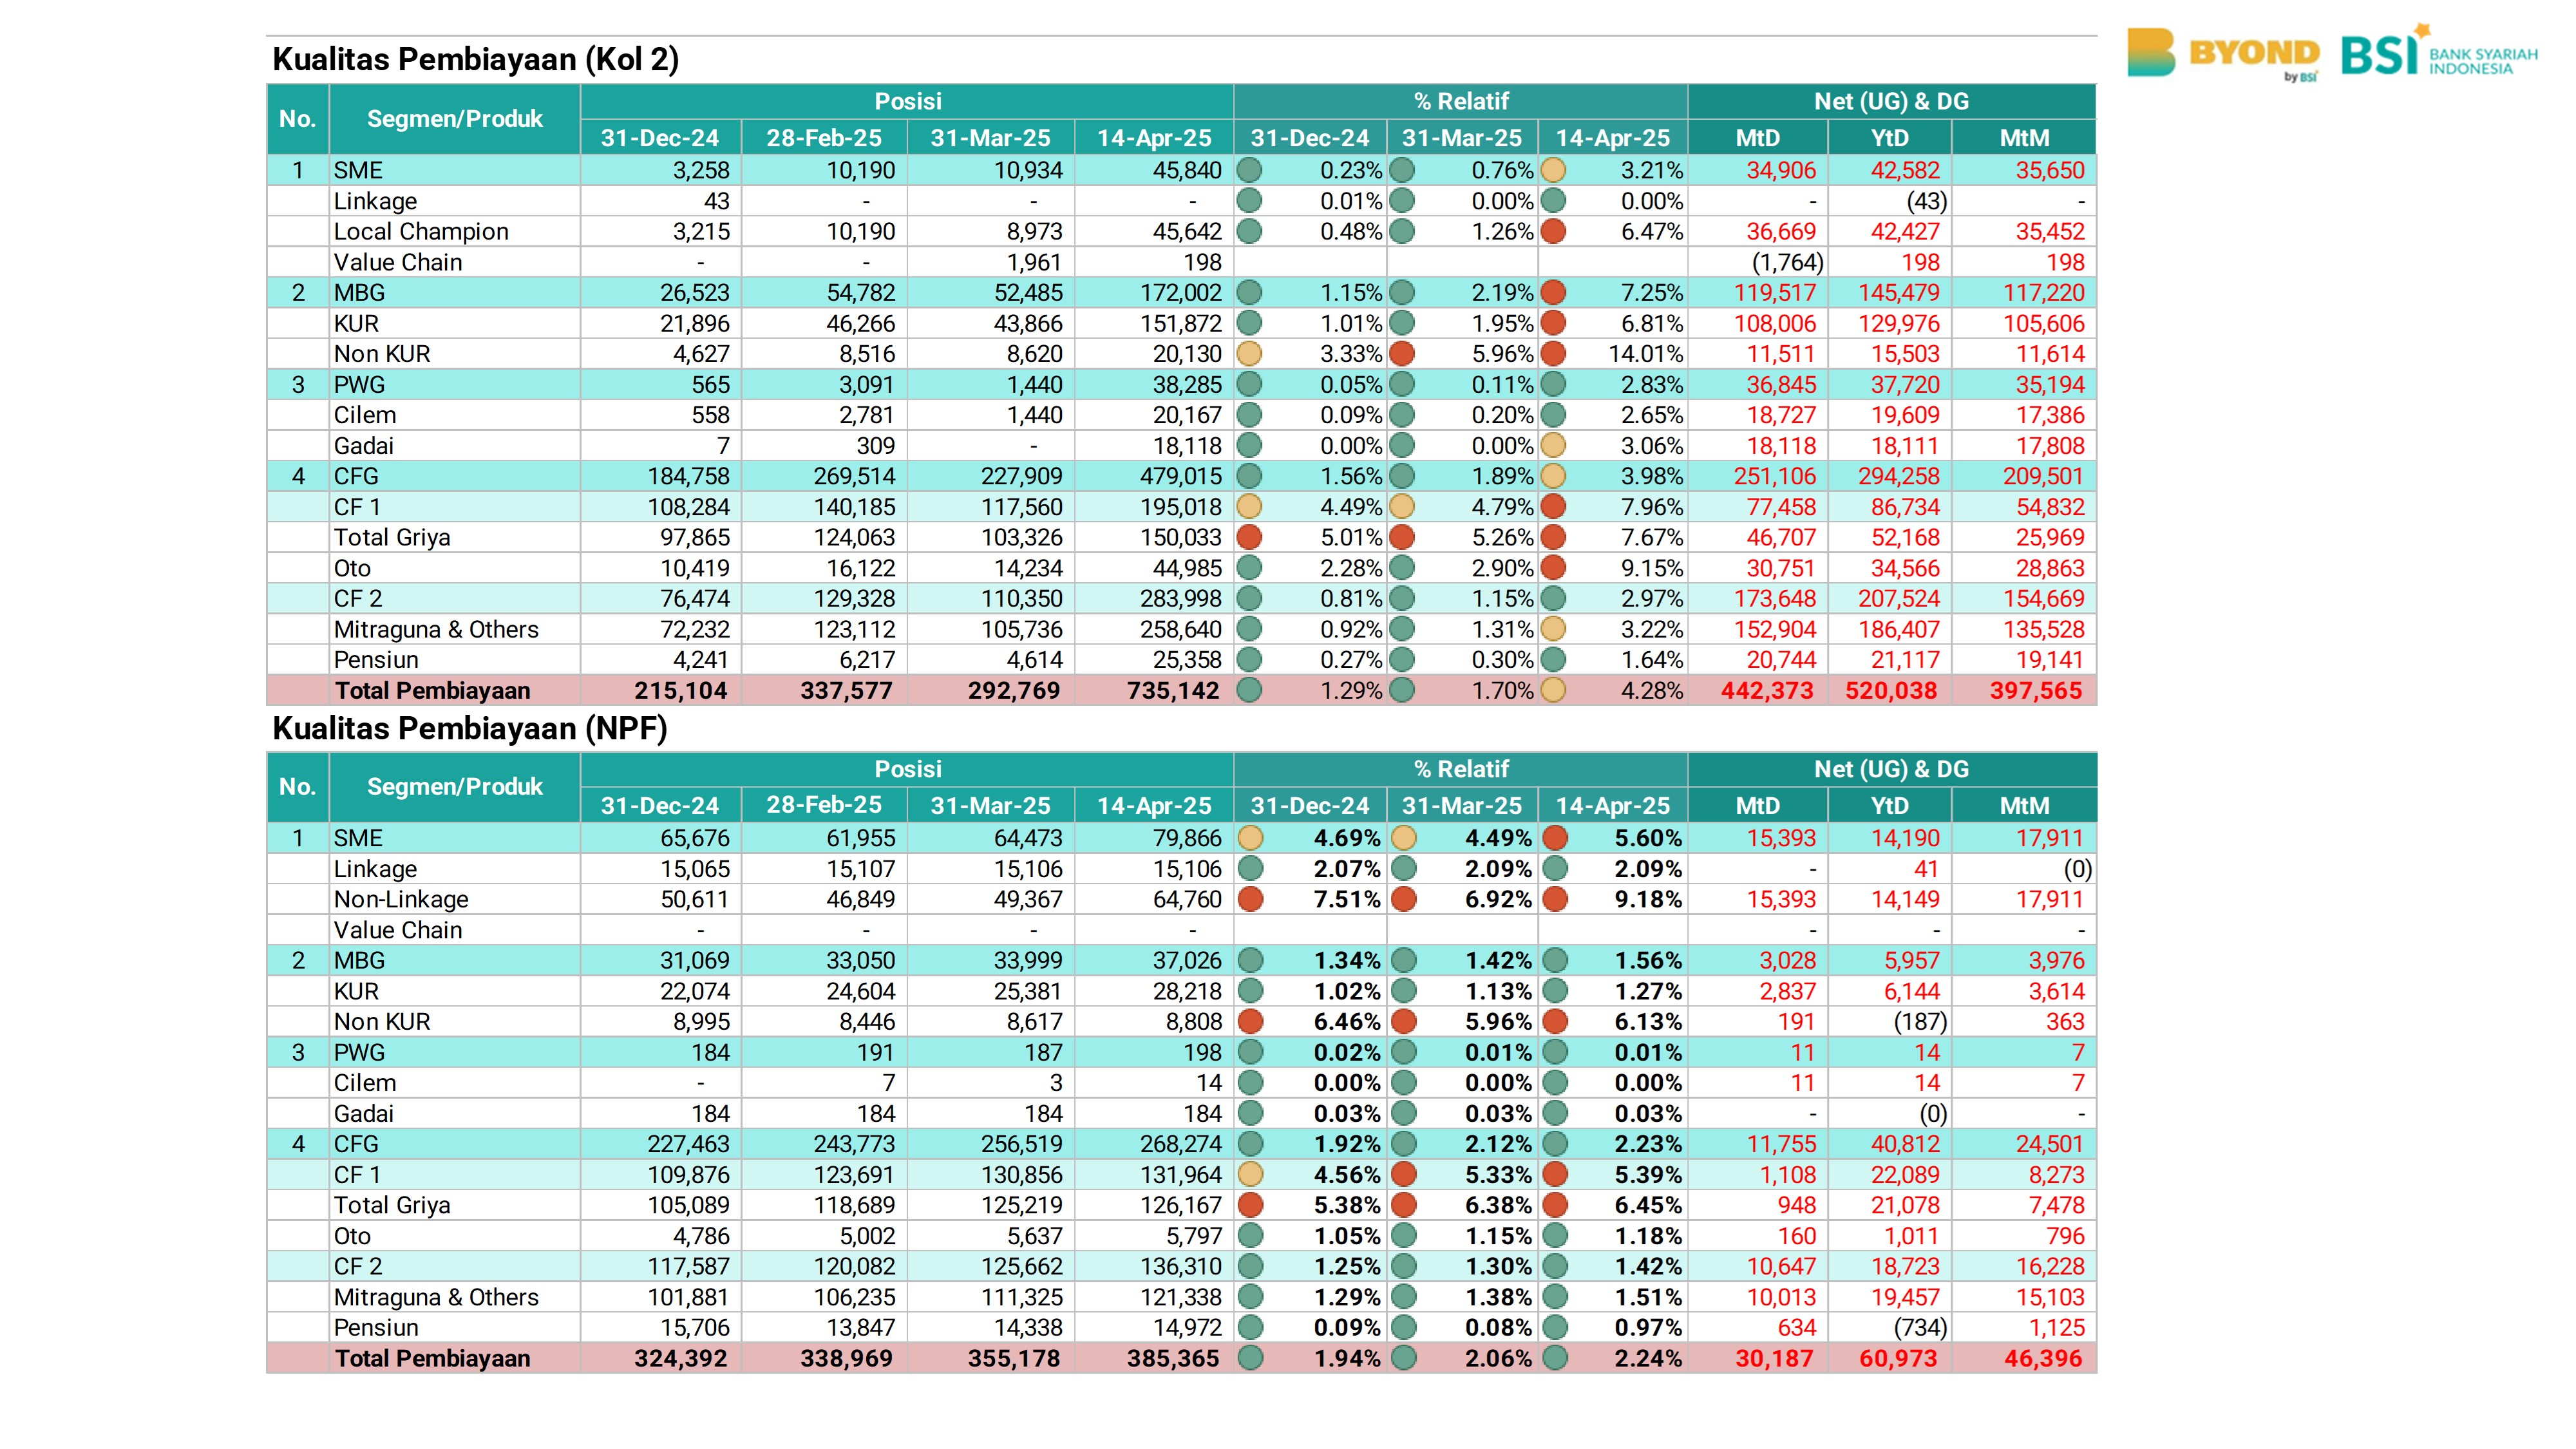 BYOND
by BSI
BSI BANK SYARIAH
INDONESIA
Kualitas Pembiayaan (Kol 2)
No. Segmen/Produk Posisi % Relatif Net (UG) & DG
31-Dec-24 28-Feb-25 31-Mar-25 14-Apr-25 31-Dec-24 31-Mar-25 14-Apr-25 MtD YtD MtM
1 SME 3,258 10,190 10,934 45,840 0.23% 0.76% 3.21% 34,906 42,582 35,650
Linkage 43 - - - 0.01% 0.00% 0.00% - (43) -
Local Champion 3,215 10,190 8,973 45,642 0.48% 1.26% 6.47% 36,669 42,427 35,452
Value Chain - - 1,961 198 (1,764) 198 198
2 MBG 26,523 54,782 52,485 172,002 1.15% 2.19% 7.25% 119,517 145,479 117,220
KUR 21,896 46,266 43,866 151,872 1.01% 1.95% 6.81% 108,006 129,976 105,606
Non KUR 4,627 8,516 8,620 20,130 3.33% 5.96% 14.01% 11,511 15,503 11,614
3 PWG 565 3,091 1,440 38,285 0.05% 0.11% 2.83% 36,845 37,720 35,194
Cilem 558 2,781 1,440 20,167 0.09% 0.20% 2.65% 18,727 19,609 17,386
Gadai 7 309 - 18,118 0.00% 0.00% 3.06% 18,118 18,111 17,808
4 CFG 184,758 269,514 227,909 479,015 1.56% 1.89% 3.98% 251,106 294,258 209,501
CF 1 108,284 140,185 117,560 195,018 4.49% 4.79% 7.96% 77,458 86,734 54,832
Total Griya 97,865 124,063 103,326 150,033 5.01% 5.26% 7.67% 46,707 52,168 25,969
Oto 10,419 16,122 14,234 44,985 2.28% 2.90% 9.15% 30,751 34,566 28,863
CF 2 76,474 129,328 110,350 283,998 0.81% 1.15% 2.97% 173,648 207,524 154,669
Mitraguna & Others 72,232 123,112 105,736 258,640 0.92% 1.31% 3.22% 152,904 186,407 135,528
Pensiun 4,241 6,217 4,614 25,358 0.27% 0.30% 1.64% 20,744 21,117 19,141
Total Pembiayaan 215,104 337,577 292,769 735,142 1.29% 1.70% 4.28% 442,373 520,038 397,565
Kualitas Pembiayaan (NPF)
No. Segmen/Produk Posisi % Relatif Net (UG) & DG
31-Dec-24 28-Feb-25 31-Mar-25 14-Apr-25 31-Dec-24 31-Mar-25 14-Apr-25 MtD YtD MtM
1 SME 65,676 61,955 64,473 79,866 4.69% 4.49% 5.60% 15,393 14,190 17,911
Linkage 15,065 15,107 15,106 15,106 2.07% 2.09% 2.09% - 41 (0)
Non-Linkage 50,611 46,849 49,367 64,760 7.51% 6.92% 9.18% 15,393 14,149 17,911
Value Chain - - - - - - -
2 MBG 31,069 33,050 33,999 37,026 1.34% 1.42% 1.56% 3,028 5,957 3,976
KUR 22,074 24,604 25,381 28,218 1.02% 1.13% 1.27% 2,837 6,144 3,614
Non KUR 8,995 8,446 8,617 8,808 6.46% 5.96% 6.13% 191 (187) 363
3 PWG 184 191 187 198 0.02% 0.01% 0.01% 11 14 7
Cilem - 7 3 14 0.00% 0.00% 0.00% 11 14 7
Gadai 184 184 184 184 0.03% 0.03% 0.03% - (0) -
4 CFG 227,463 243,773 256,519 268,274 1.92% 2.12% 2.23% 11,755 40,812 24,501
CF 1 109,876 123,691 130,856 131,964 4.56% 5.33% 5.39% 1,108 22,089 8,273
Total Griya 105,089 118,689 125,219 126,167 5.38% 6.38% 6.45% 948 21,078 7,478
Oto 4,786 5,002 5,637 5,797 1.05% 1.15% 1.18% 160 1,011 796
CF 2 117,587 120,082 125,662 136,310 1.25% 1.30% 1.42% 10,647 18,723 16,228
Mitraguna & Others 101,881 106,235 111,325 121,338 1.29% 1.38% 1.51% 10,013 19,457 15,103
Pensiun 15,706 13,847 14,338 14,972 0.09% 0.08% 0.97% 634 (734) 1,125
Total Pembiayaan 324,392 338,969 355,178 385,365 1.94% 2.06% 2.24% 30,187 60,973 46,396